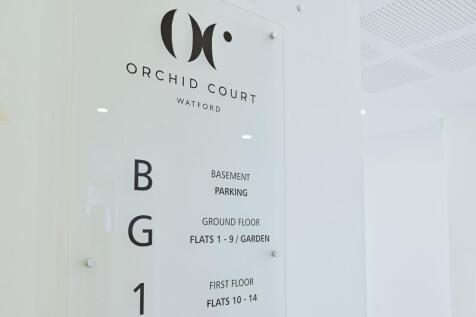 OC
ORCHID COURT
WATFORD
B
BASEMENT
PARKING
G
GROUND FLOOR
FLATS 1 - 9 / GARDEN
1
FIRST FLOOR
FLATS 10 - 14